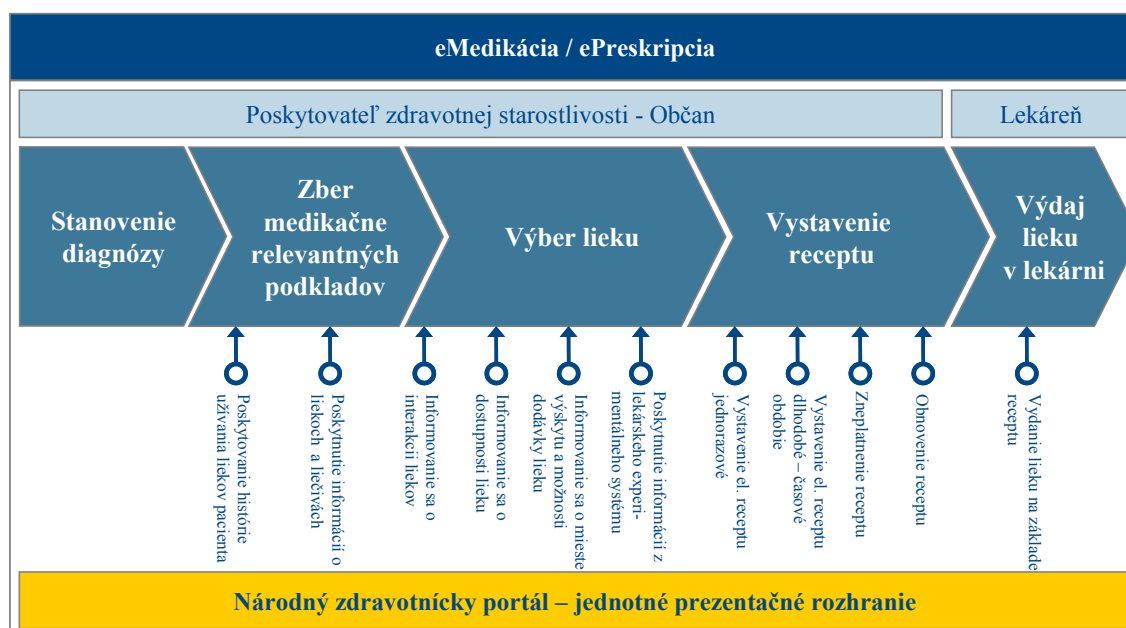 eMedikácia / ePreskripcia
Poskytovateľ zdravotnej starostlivosti - Občan
Lekáreň
Stanovenie
diagnózy
Zber
medikačne
relevantných
podkladov
Výber lieku
Vystavenie
receptu
Výdaj
lieku
v lekárni
Poskytovanie histórie
užívania liekov pacienta
Poskytnutie informácií o
liekoch a liečivách
Informovanie sa o
interakcii liekov
Informovanie sa o
dostupnosti lieku
Informovanie sa o mieste
výskytu a možnosti
dodávky lieku
Poskytnutie informácií z
lekárskeho experi-
mentálneho systému
Vystavenie el. receptu
jednorazové
Vystavenie el. receptu
dlhodobé – časové
obdobie
Zneplatnenie receptu
Obnovenie receptu
Vydanie lieku na základe
receptu
Národný zdravotnícky portál – jednotné prezentačné rozhranie